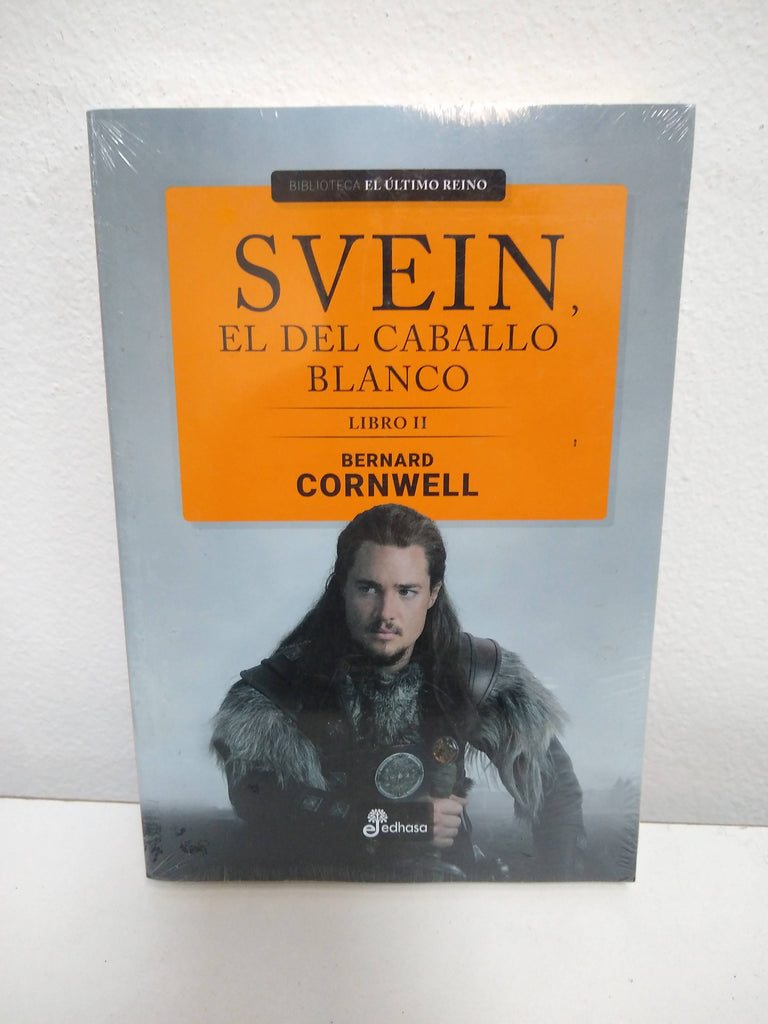 BIBLIOTECA EL ÚLTIMO REINO
SVEIN,
EL DEL CABALLO
BLANCO
LIBRO II
BERNARD
CORNWELL
edhasa